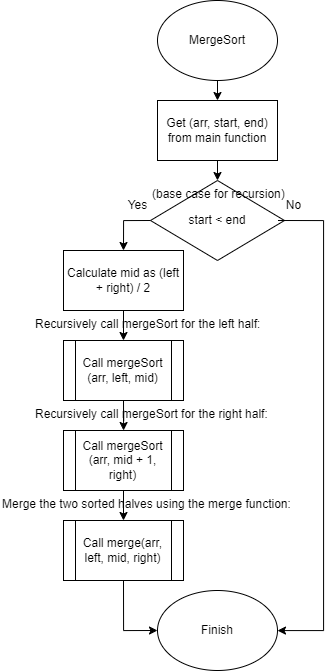 MergeSort
Get (arr, start, end)
from main function
(base case for recursion)
Yes
No
start < end
Calculate mid as (left
+ right) / 2
Recursively call mergeSort for the left half:
Call mergeSort
(arr, left, mid)
Recursively call mergeSort for the right half:
Call mergeSort
(arr, mid + 1,
right)
Merge the two sorted halves using the merge function:
Call merge(arr,
left, mid, right)
Finish